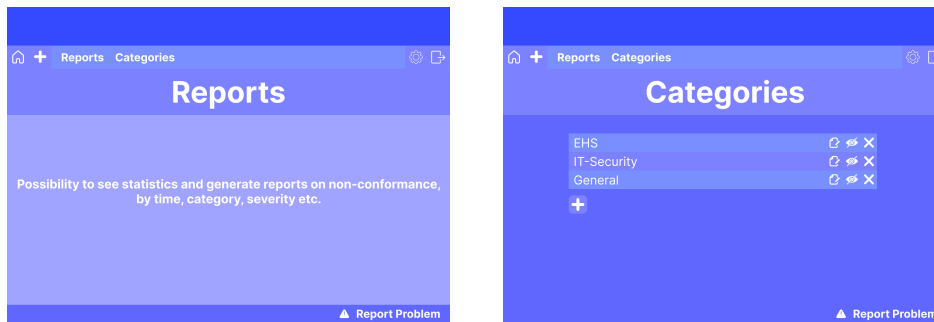 Reports Categories
Reports
Possibility to see statistics and generate reports on non-conformance,
by time, category, severity etc.
Report Problem
Reports Categories
Categories
EHS
IT-Security
General
Report Problem